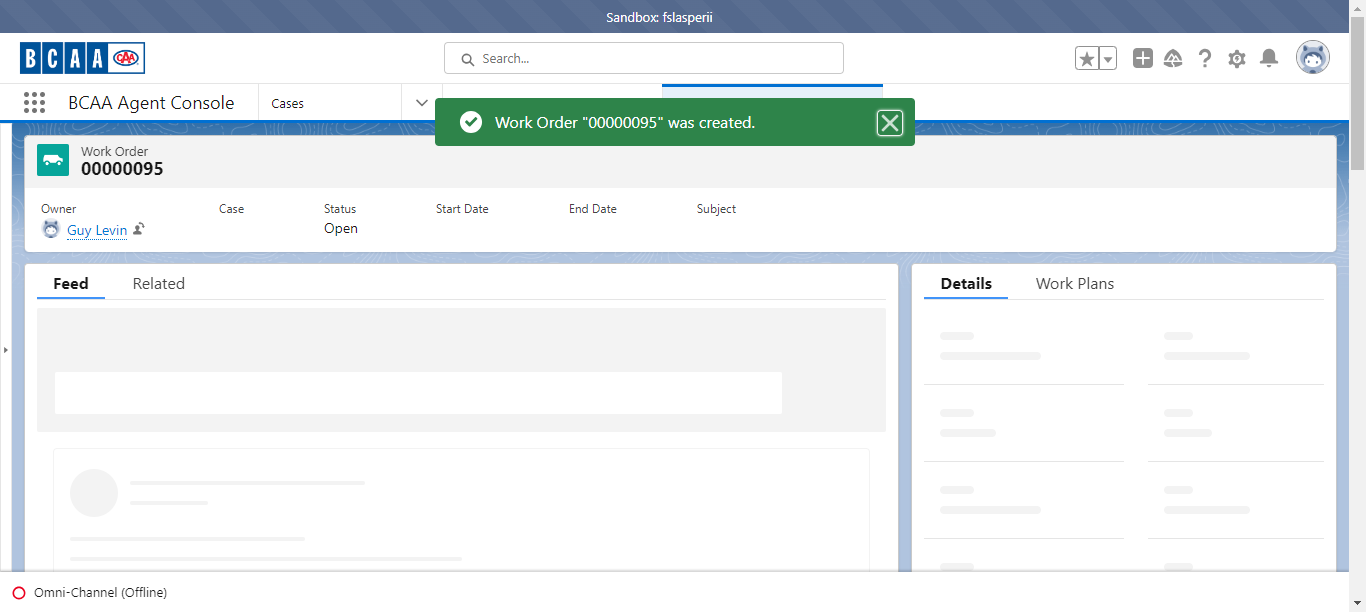 Sandbox: fslasperii
BCAA CAA
Search...
BCAA Agent Console
Cases
Work Order "00000095" was created.
Work Order
00000095
Owner
Case
Status
Start Date
End Date
Subject
Guy Levin
Open
Feed
Related
Details
Work Plans
Omni-Channel (Offline)